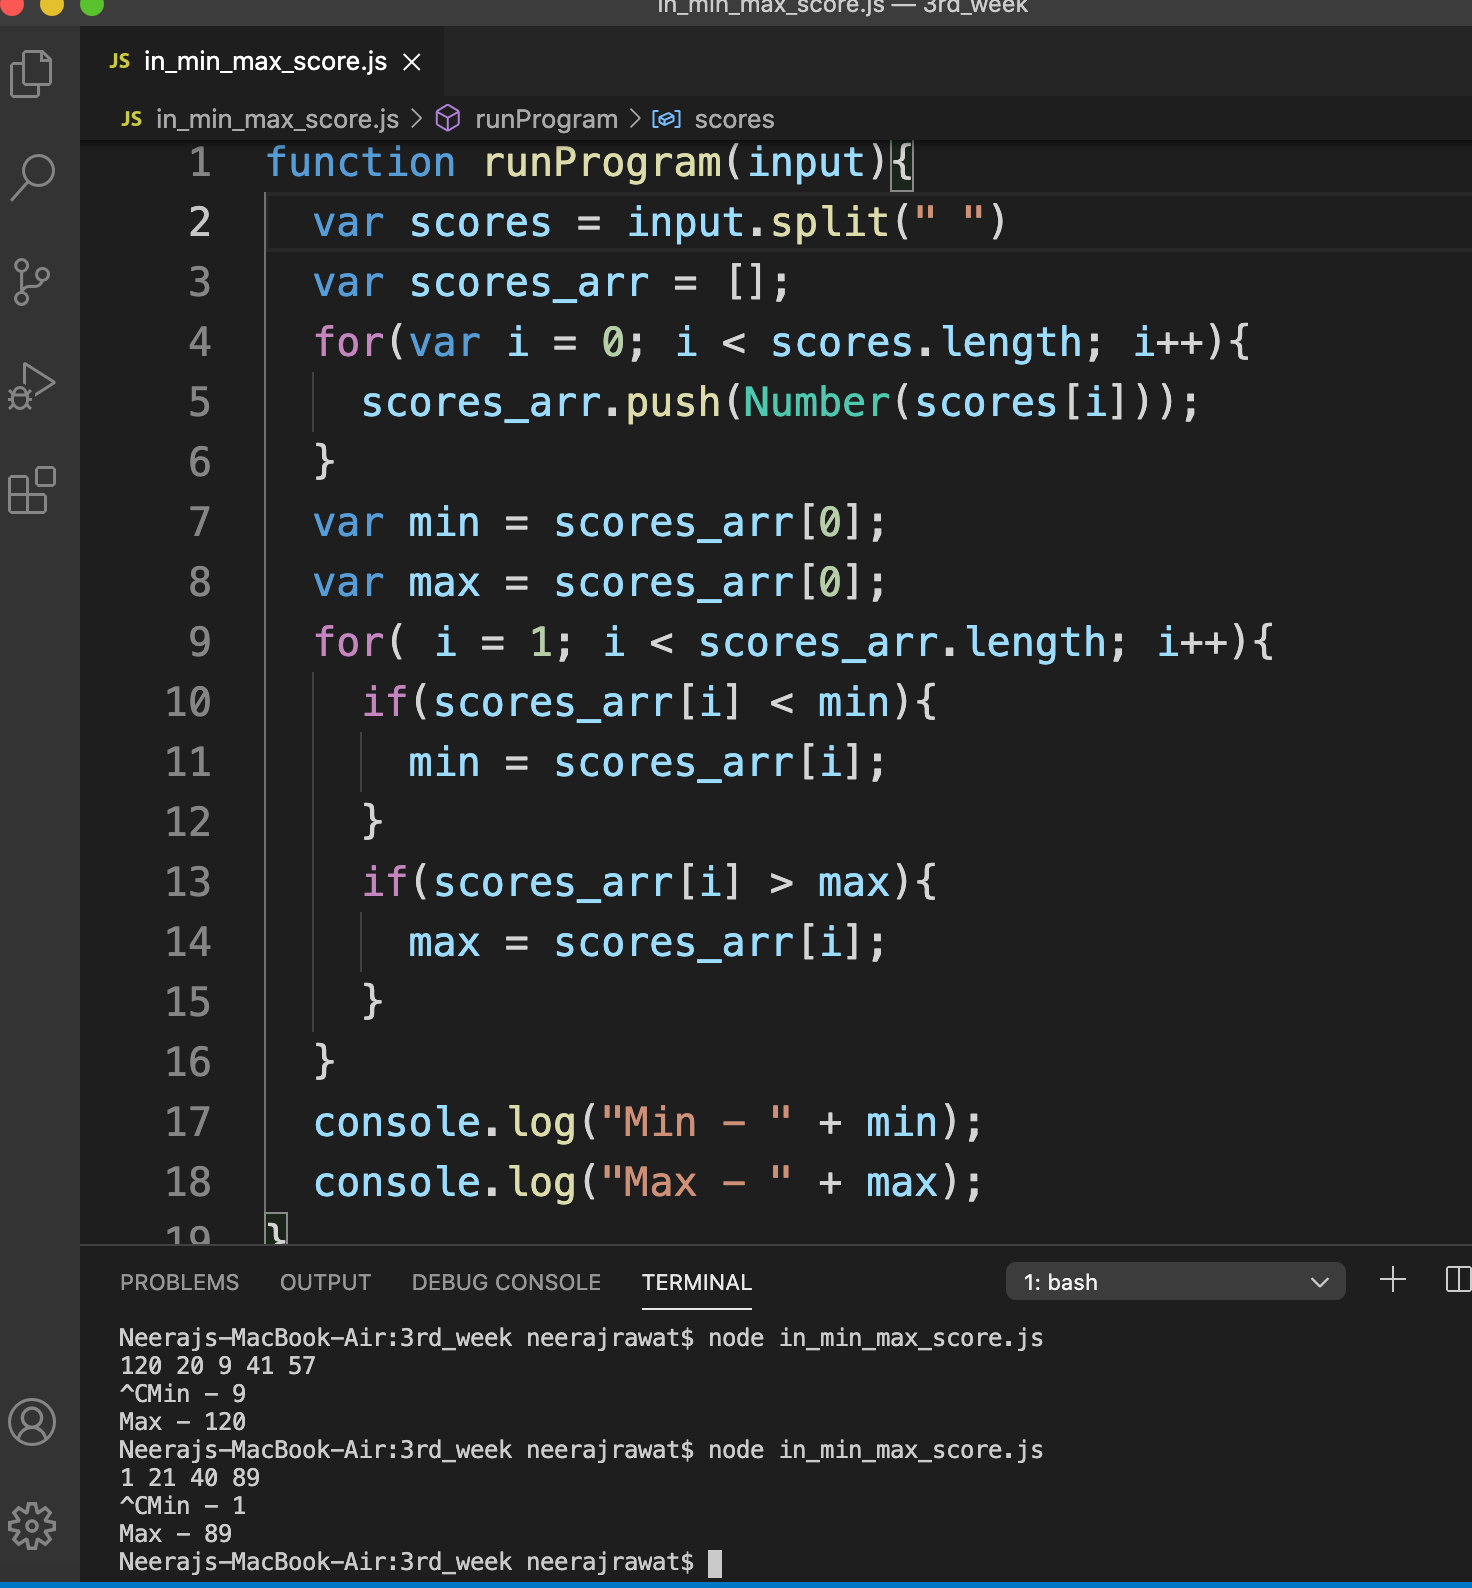 in_min_max_score.js — 3rd_week
JS in_min_max_score.js ×
JS in_min_max_score.js > runProgram > scores
1 function runProgram(input){
2   var scores = input.split(" ")
3   var scores_arr = [];
4   for(var i = 0; i < scores.length; i++){
5     scores_arr.push(Number(scores[i]));
6   }
7   var min = scores_arr[0];
8   var max = scores_arr[0];
9   for( i = 1; i < scores_arr.length; i++){
10     if(scores_arr[i] < min){
11       min = scores_arr[i];
12     }
13     if(scores_arr[i] > max){
14       max = scores_arr[i];
15     }
16   }
17   console.log("Min - " + min);
18   console.log("Max - " + max);
19 }
PROBLEMS OUTPUT DEBUG CONSOLE TERMINAL 1: bash
Neerajs-MacBook-Air:3rd_week neerajrawat$ node in_min_max_score.js
120 20 9 41 57
^CMin - 9
Max - 120
Neerajs-MacBook-Air:3rd_week neerajrawat$ node in_min_max_score.js
1 21 40 89
^CMin - 1
Max - 89
Neerajs-MacBook-Air:3rd_week neerajrawat$